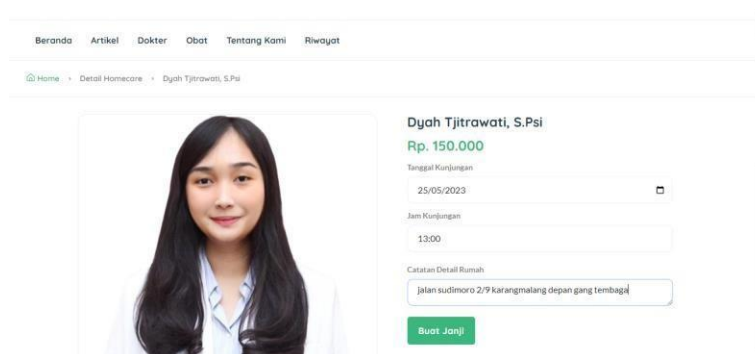 Beranda Artikel Dokter Obat Tentang Kami Riwayat
Home > Detail Homecare > Dyah Tjitrawati, S.Psi
Dyah Tjitrawati, S.Psi
Rp. 150.000
Tanggal Kunjungan
25/05/2023
Jam Kunjungan
13:00
Catatan Detail Rumah
jalan sudimoro 2/9 karangmalang depan gang tembaga
Buat Janji